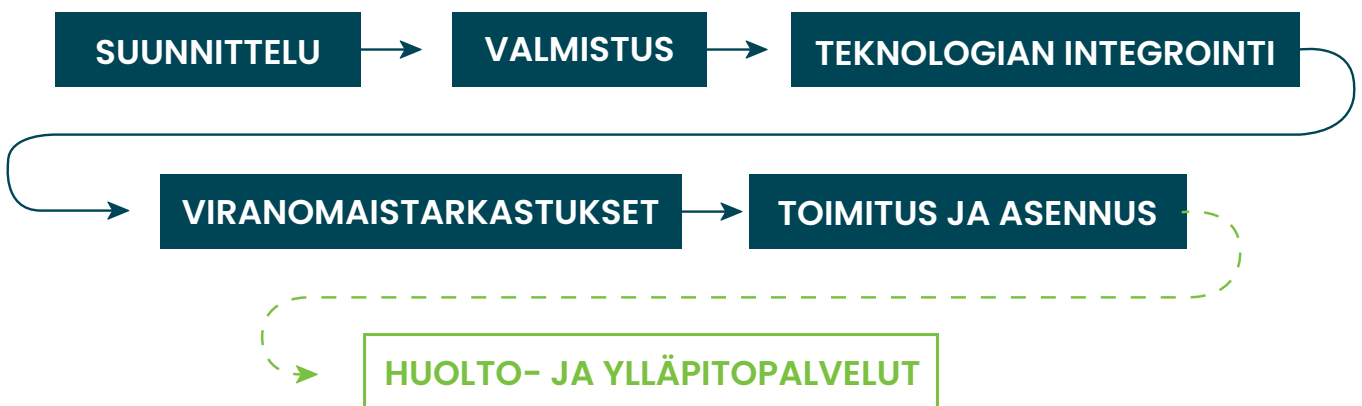 SUUNNITTELU
VALMISTUS
TEKNOLOGIAN INTEGROINTI
VIRANOMAISTARKASTUKSET
TOIMITUS JA ASENNUS
HUOLTO- JA YLLÄPITOPALVELUT